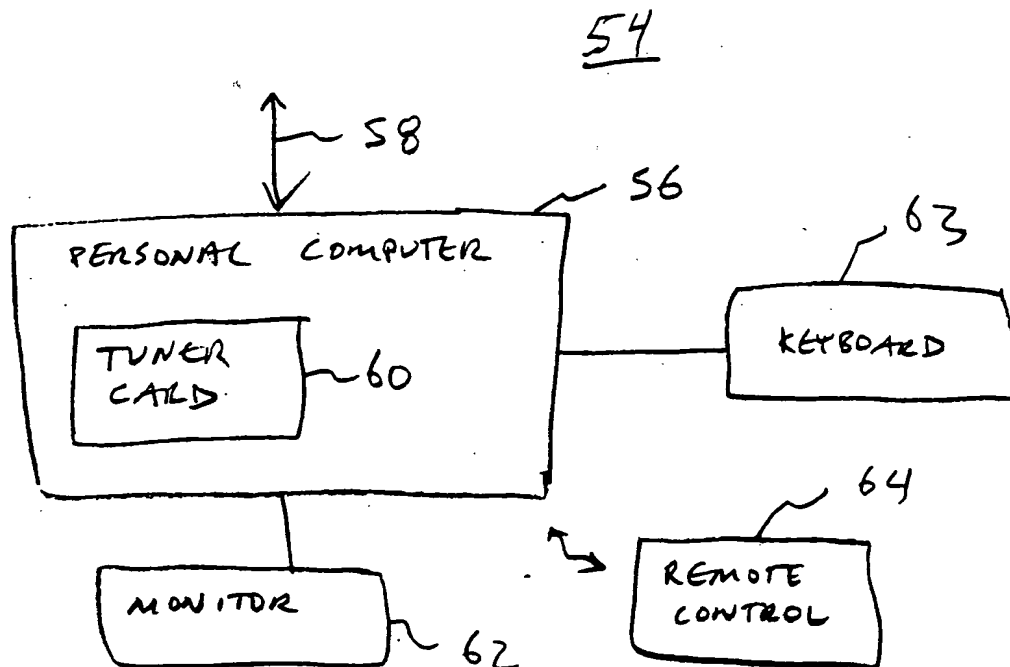 54
58
56
PERSONAL COMPUTER
63
TUNER
CARD
60
KEYBOARD
64
REMOTE
CONTROL
MONITOR
62